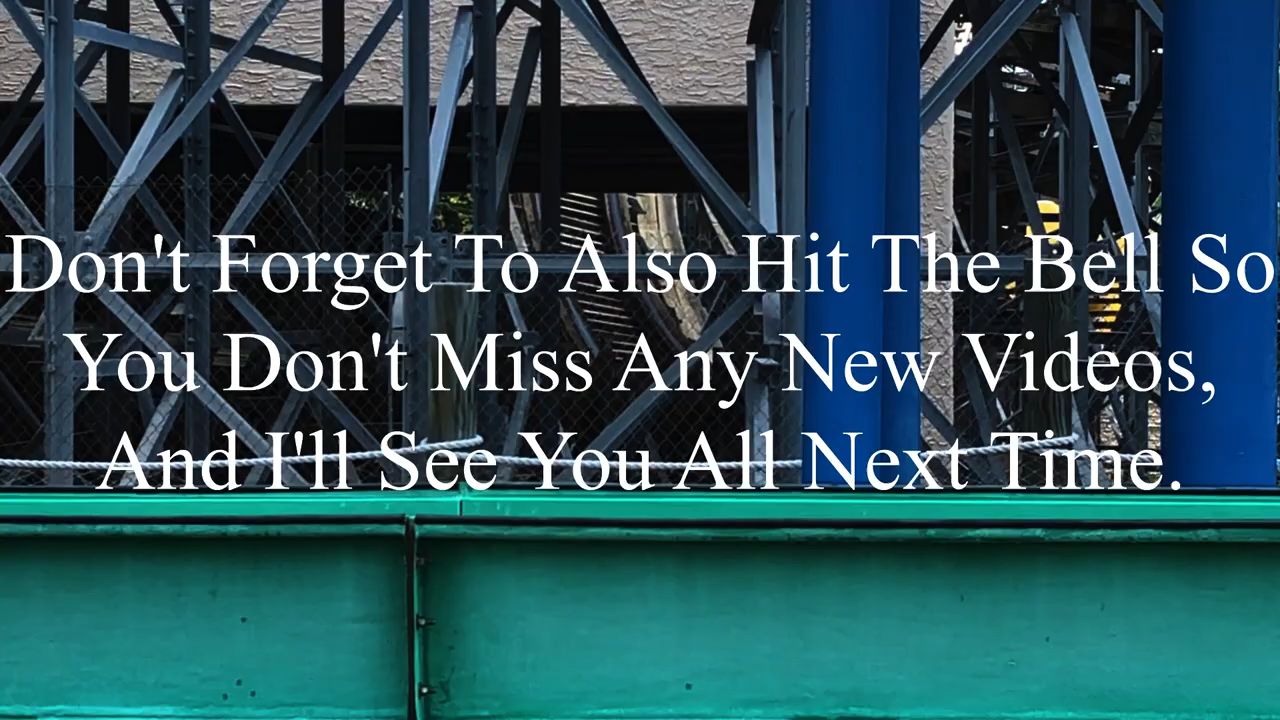 Don't Forget To Also Hit The Bell So
You Don't Miss Any New Videos,
And I'll See You All Next Time.